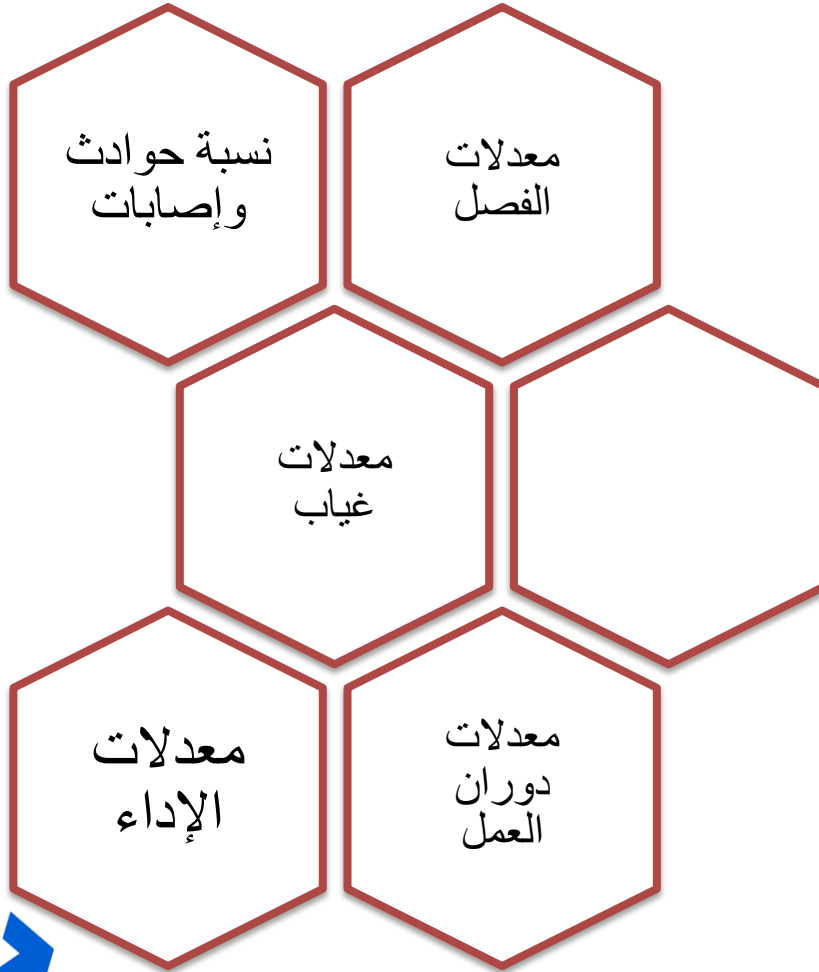 معدلات
الفصل
نسبة حوادث
وإصابات
معدلات
غياب
معدلات
دوران
العمل
معدلات
الإداء